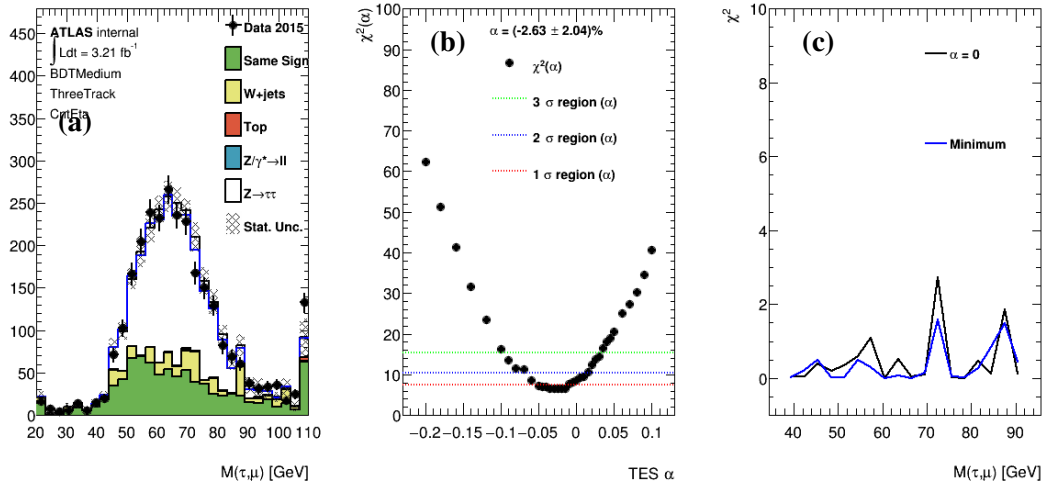 ATLAS internal
∫Ldt = 3.21 fb⁻¹
BDTMedium
ThreeTrack
CntEta
(a)
Data 2015
Same Sign
W+jets
Top
Z/γ*→ll
Z→ττ
Stat. Unc.
450
400
350
300
250
200
150
100
50
0
20 30 40 50 60 70 80 90 100 110
M(τ,μ) [GeV]
χ²(α)
(b)
α = (-2.63 ± 2.04)%
χ²(α)
3 σ region (α)
2 σ region (α)
1 σ region (α)
100
90
80
70
60
50
40
30
20
10
0
−0.2 −0.15 −0.1 −0.05 0 0.05 0.1
TES α
χ²
(c)
α = 0
Minimum
10
8
6
4
2
0
40 50 60 70 80 90
M(τ,μ) [GeV]